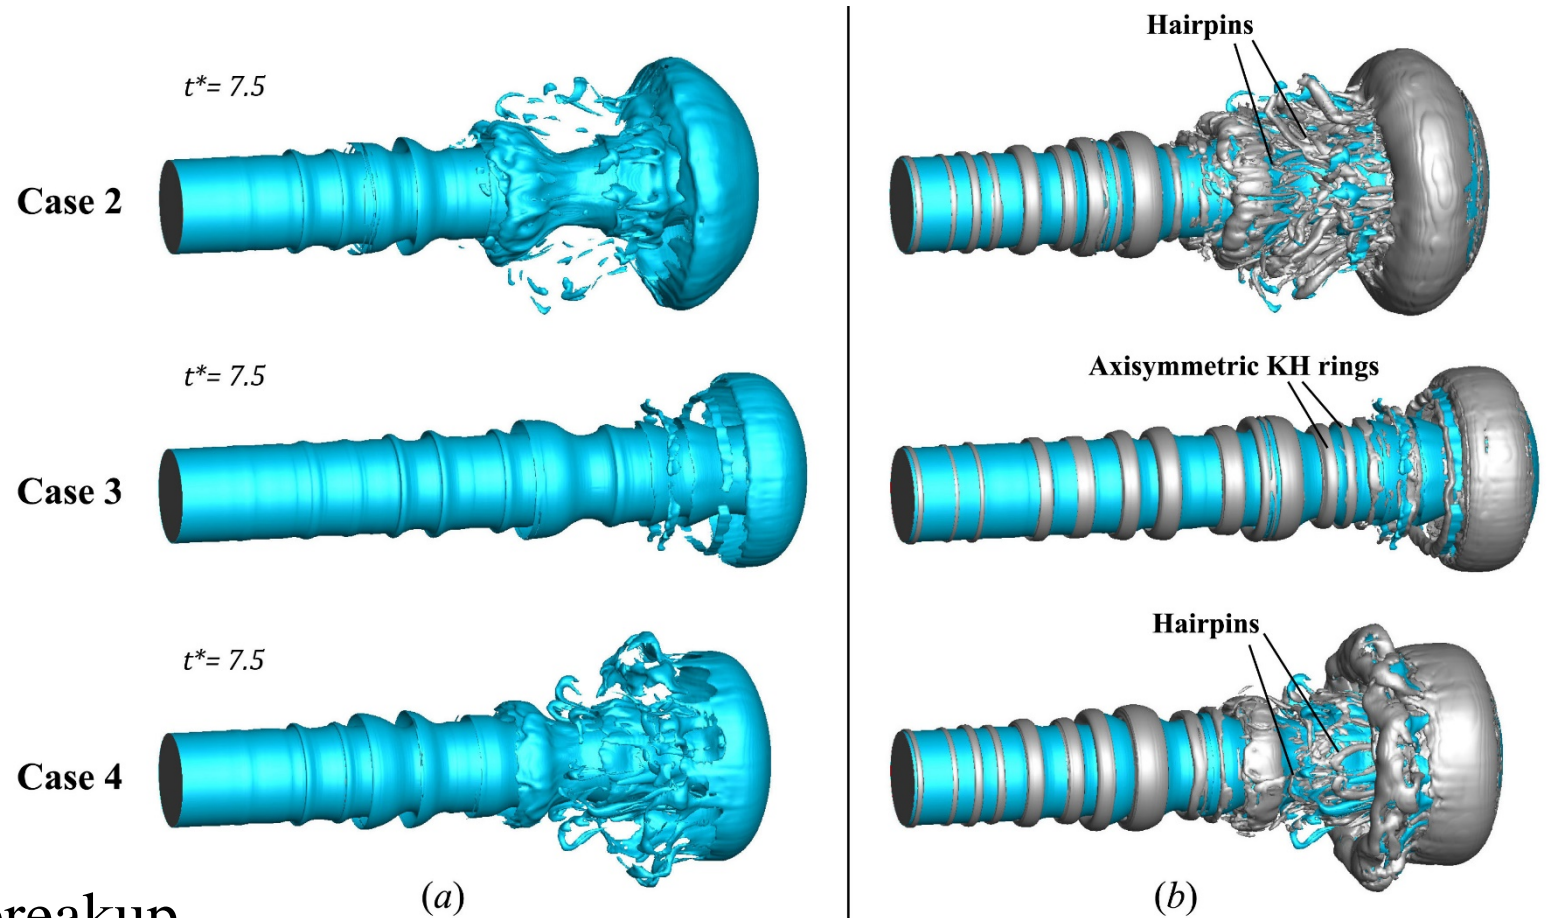 Hairpins
t*= 7.5
Case 2
t*= 7.5
Axisymmetric KH rings
Case 3
Hairpins
t*= 7.5
Case 4
(a)
(b)